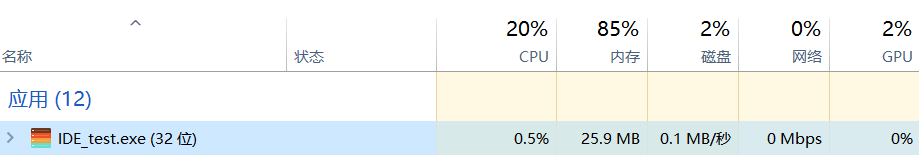 20% 85% 2% 0% 2%
名称 状态 CPU 内存 磁盘 网络 GPU
应用 (12)
IDE_test.exe (32 位) 0.5% 25.9 MB 0.1 MB/秒 0 Mbps 0%